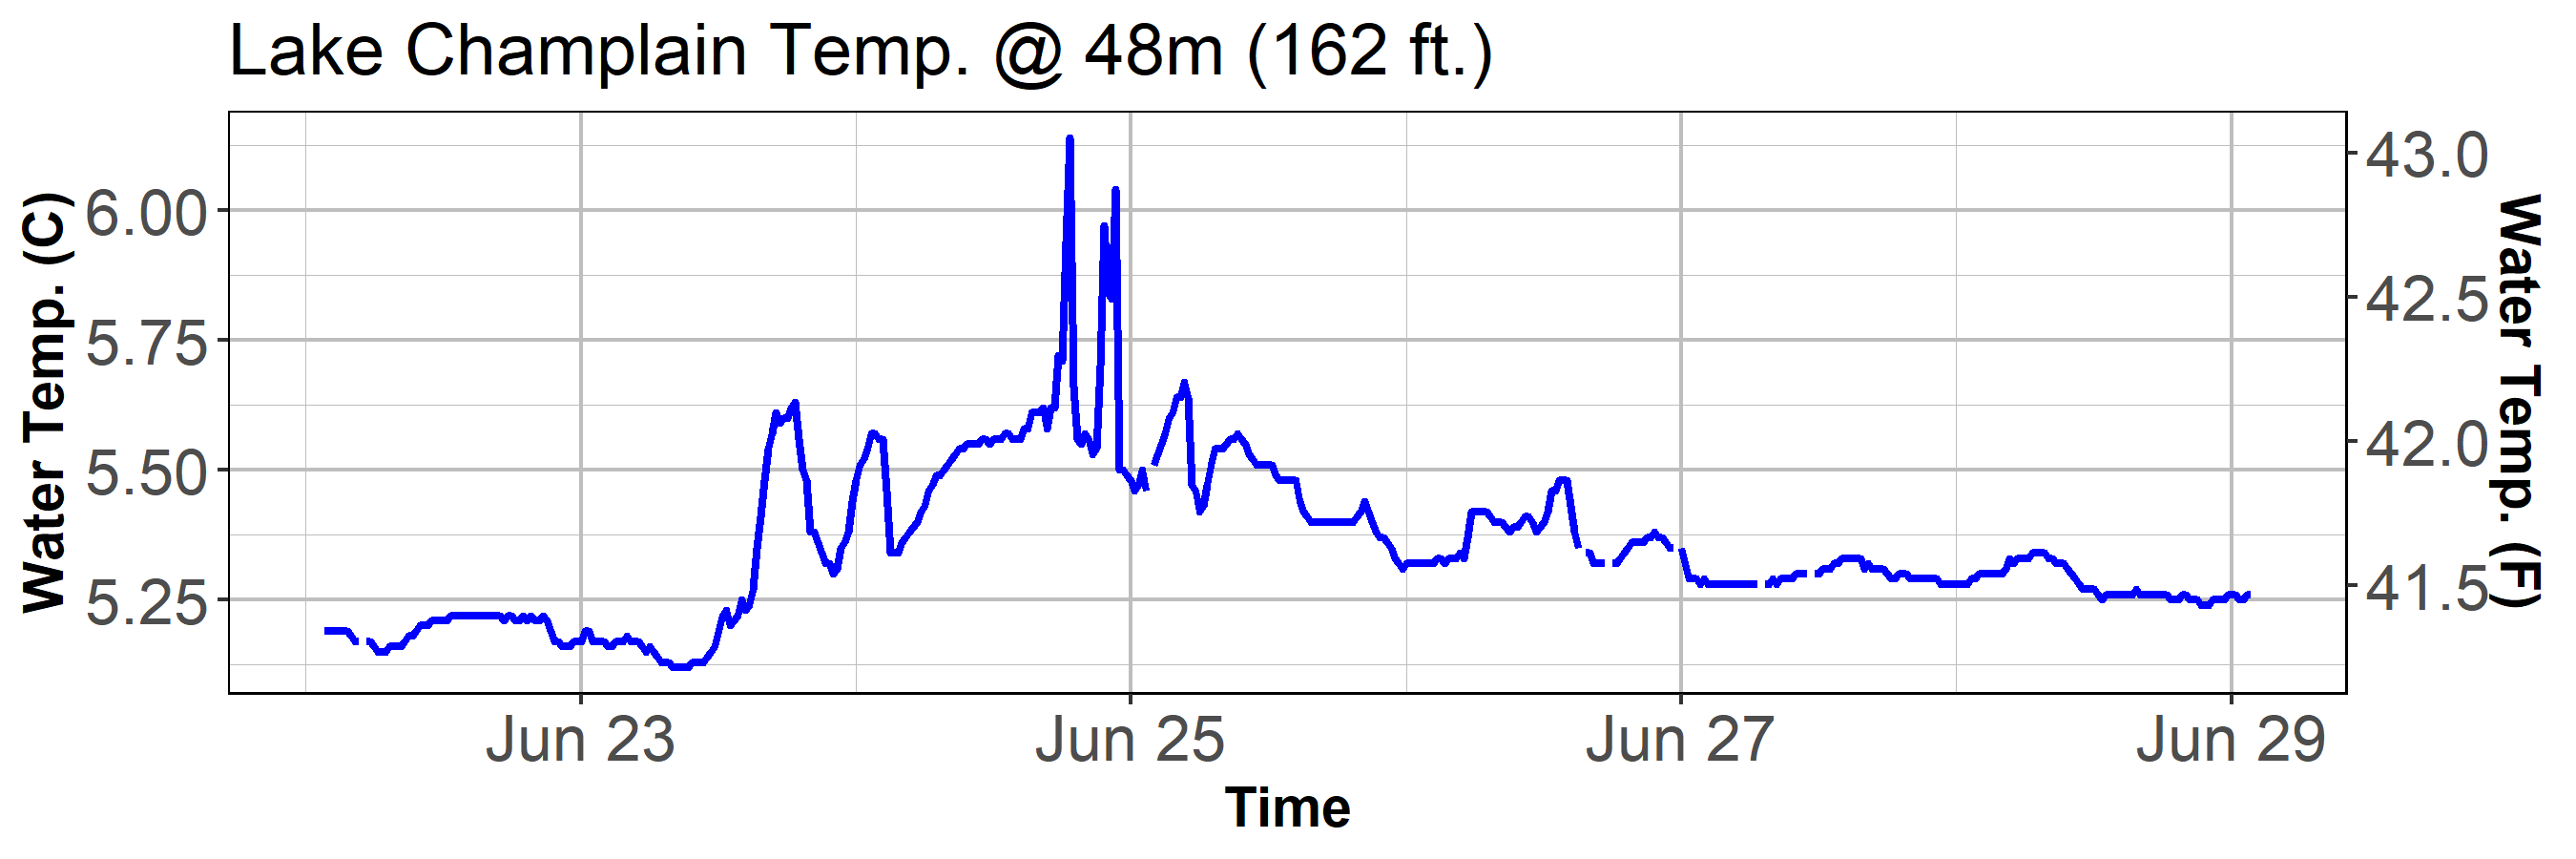 Lake Champlain Temp. @ 48m (162 ft.)
Water Temp. (C)
6.00
5.75
5.50
5.25
43.0
42.5
42.0
41.5
Water Temp. (F)
Jun 23
Jun 25
Jun 27
Jun 29
Time